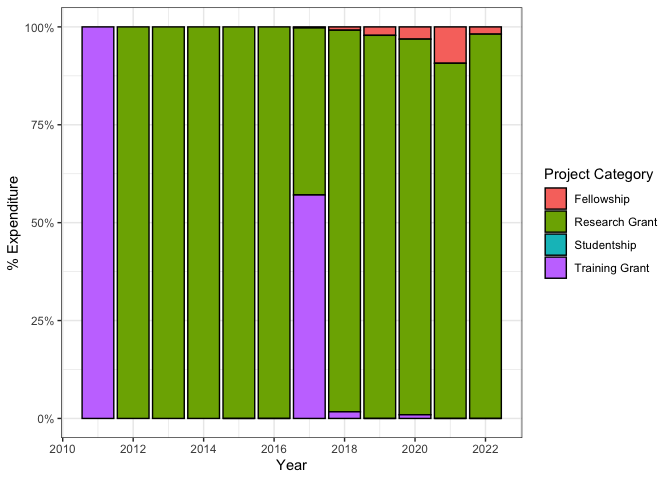 100%
75%
50%
25%
0%
% Expenditure
2010
2012
2014
2016
2018
2020
2022
Year
Project Category
Fellowship
Research Grant
Studentship
Training Grant